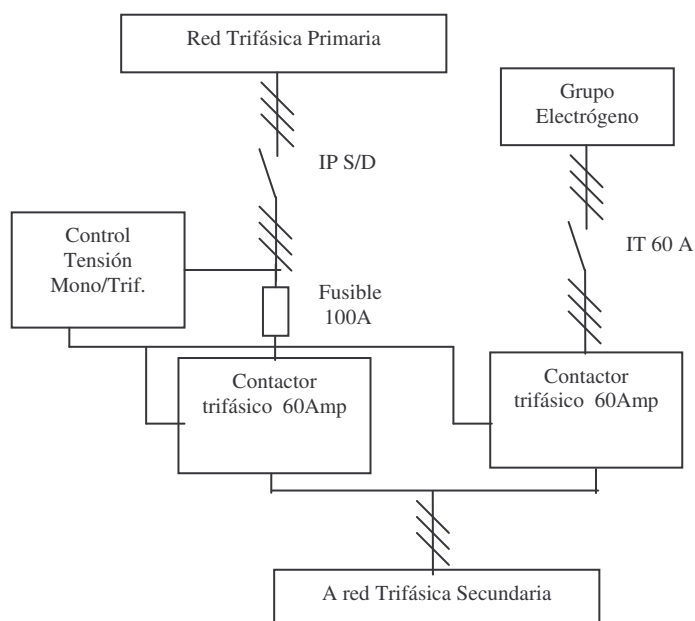 Red Trifásica Primaria
Grupo
Electrógeno
IP S/D
IT 60 A
Control
Tensión
Mono/Trif.
Fusible
100A
Contactor
trifásico 60Amp
Contactor
trifásico 60Amp
A red Trifásica Secundaria